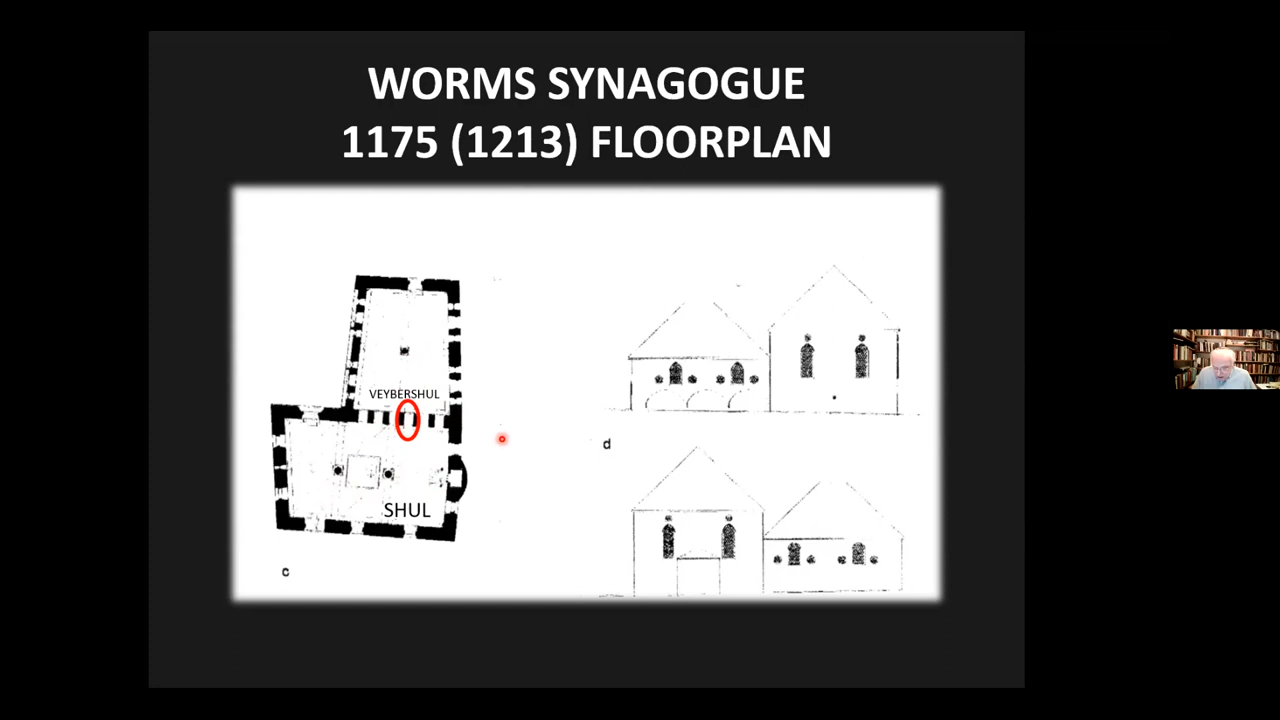 WORMS SYNAGOGUE
1175 (1213) FLOORPLAN
VEYBERSHUL
SHUL
c
d